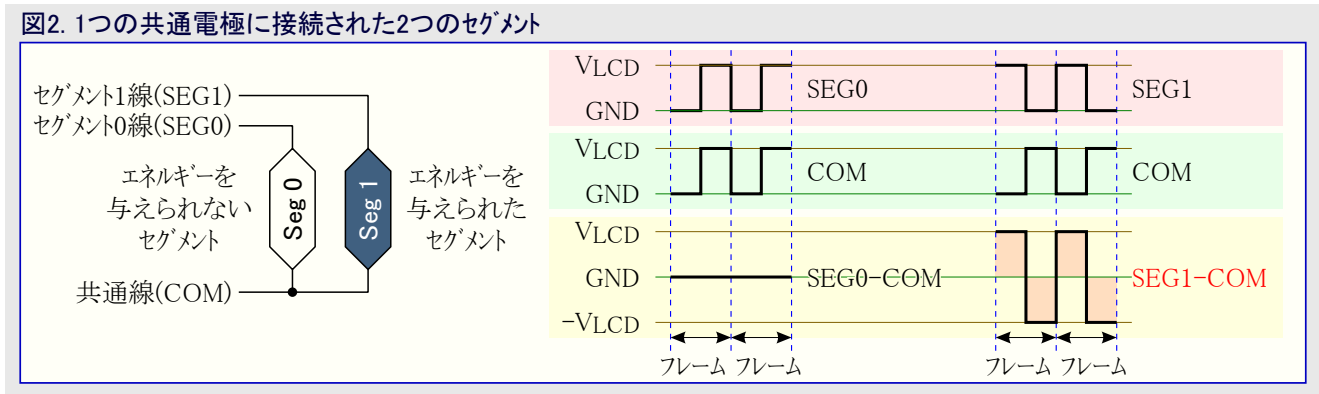 図2. 1つの共通電極に接続された2つのセグメント
セグメント1線(SEG1)
セグメント0線(SEG0)
エネルギーを
与えられない
セグメント
Seg 0
Seg 1
エネルギーを
与えられた
セグメント
共通線(COM)
VLCD
GND
SEG0
SEG1
VLCD
GND
COM
COM
VLCD
GND
-VLCD
SEG0-COM
SEG1-COM
フレーム フレーム
フレーム フレーム